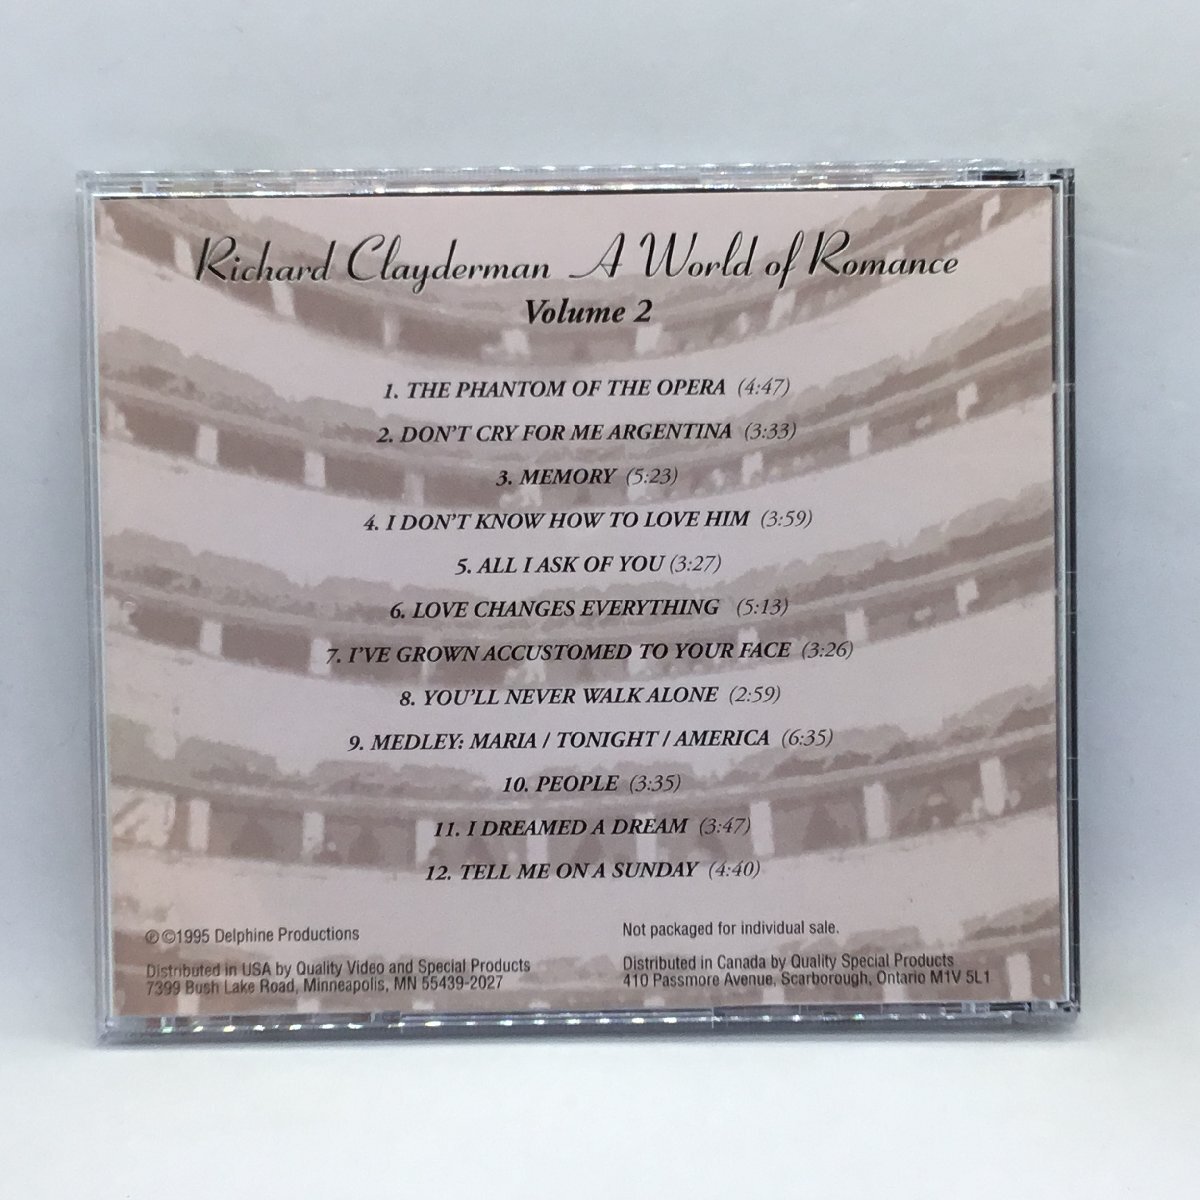 Richard Clayderman A World of Romance
Volume 2
1. THE PHANTOM OF THE OPERA (4:47)
2. DON'T CRY FOR ME ARGENTINA (3:33)
3. MEMORY (5:23)
4. I DON'T KNOW HOW TO LOVE HIM (3:59)
5. ALL I ASK OF YOU (3:27)
6. LOVE CHANGES EVERYTHING (5:13)
7. I'VE GROWN ACCUSTOMED TO YOUR FACE (3:26)
8. YOU'LL NEVER WALK ALONE (2:59)
9. MEDLEY: MARIA / TONIGHT / AMERICA (6:35)
10. PEOPLE (3:35)
11. I DREAMED A DREAM (3:47)
12. TELL ME ON A SUNDAY (4:40)
℗ ©1995 Delphine Productions
Distributed in USA by Quality Video and Special Products
7399 Bush Lake Road, Minneapolis, MN 55439-2027
Not packaged for individual sale.
Distributed in Canada by Quality Special Products
410 Passmore Avenue, Scarborough, Ontario M1V 5L1